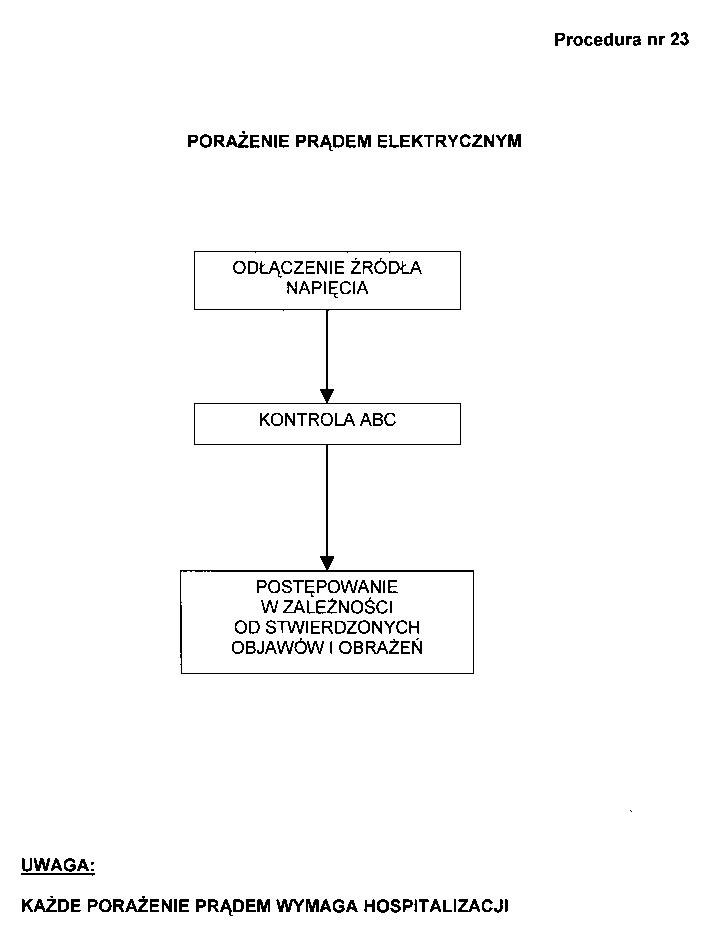 Procedura nr 23
PORAŻENIE PRĄDEM ELEKTRYCZNYM
ODŁĄCZENIE ŹRÓDŁA
NAPIĘCIA
KONTROLA ABC
POSTĘPOWANIE
W ZALEŻNOŚCI
OD STWIERDZONYCH
OBJAWÓW I OBRAŻEŃ
UWAGA:
KAŻDE PORAŻENIE PRĄDEM WYMAGA HOSPITALIZACJI